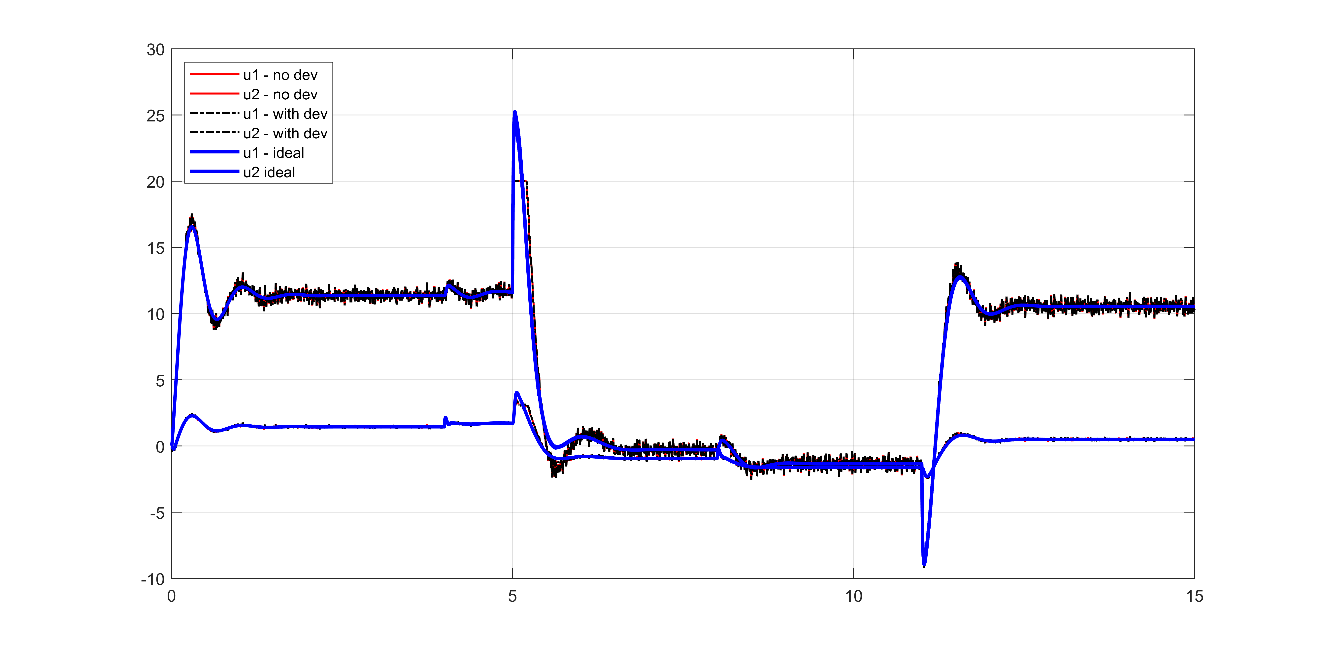 30
25
20
15
10
5
0
-5
-10
u1 - no dev
u2 - no dev
u1 - with dev
u2 - with dev
u1 - ideal
u2 ideal
0 5 10 15